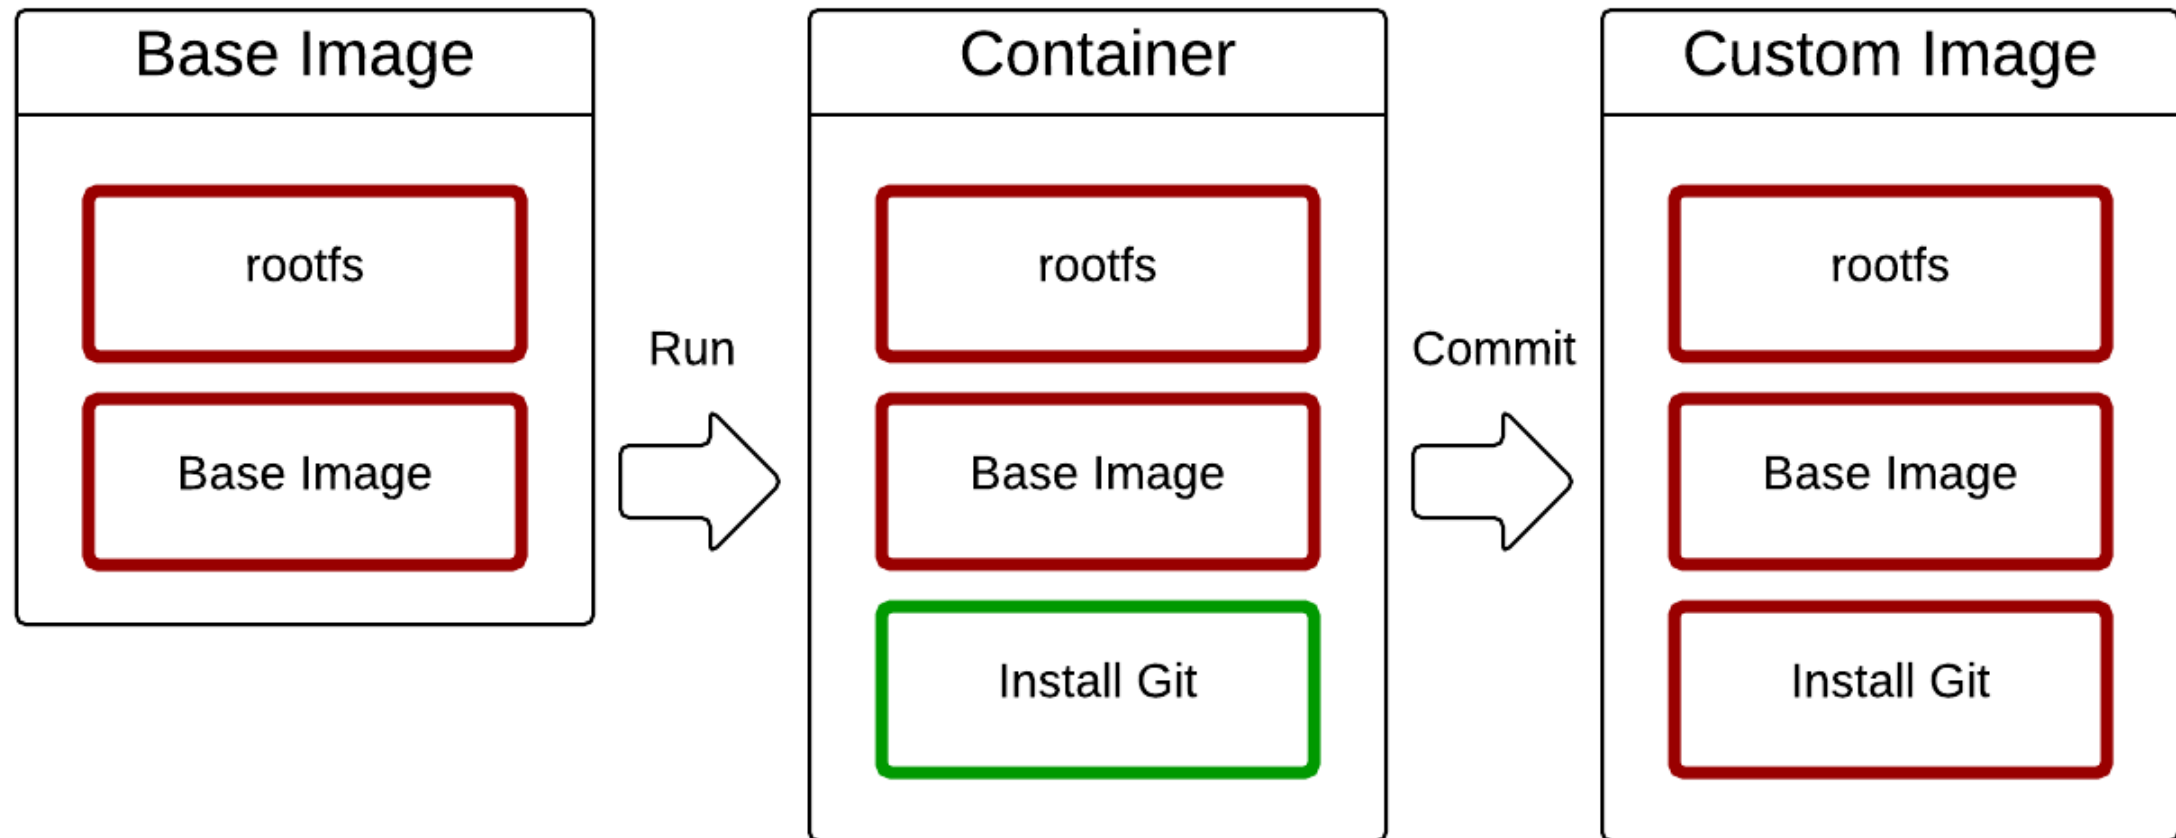 Base Image
rootfs
Base Image
Run
Container
rootfs
Base Image
Install Git
Commit
Custom Image
rootfs
Base Image
Install Git